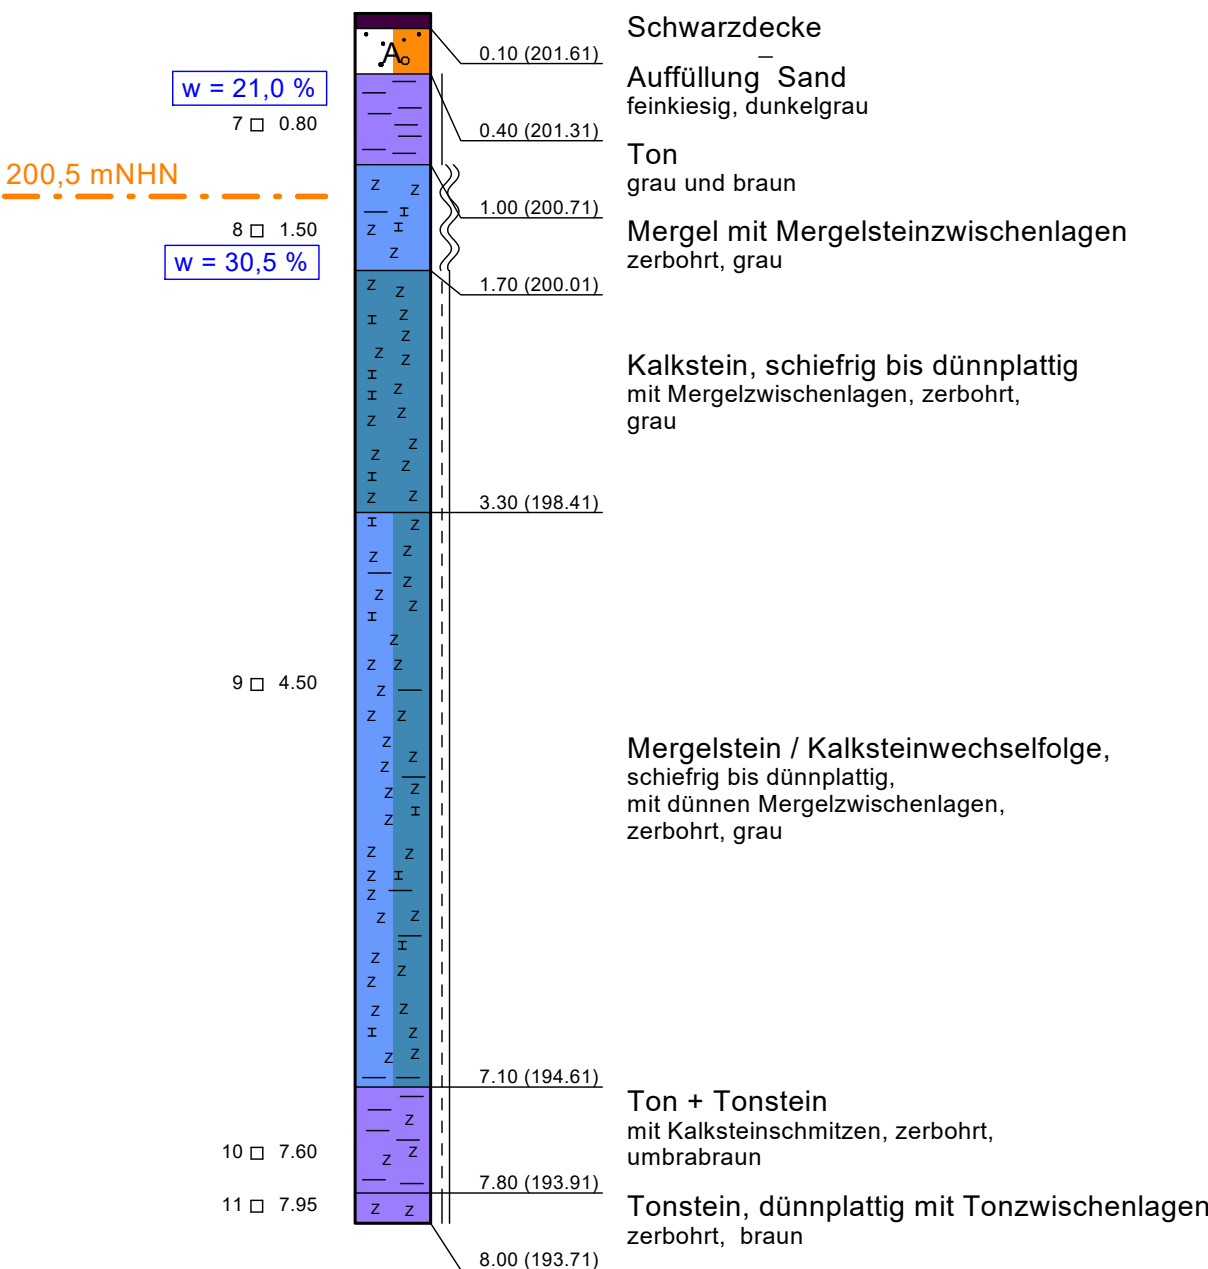 Schwarzdecke
0.10 (201.61)
A
Auffüllung Sand
feinkiesig, dunkelgrau
w = 21,0 %
7 0.80
0.40 (201.31)
Ton
grau und braun
200,5 mNHN
1.00 (200.71)
8 1.50
Mergel mit Mergelsteinzwischenlagen
zerbohrt, grau
w = 30,5 %
1.70 (200.01)
Kalkstein, schiefrig bis dünnplattig
mit Mergelzwischenlagen, zerbohrt,
grau
3.30 (198.41)
9 4.50
Mergelstein / Kalksteinwechselfolge,
schiefrig bis dünnplattig,
mit dünnen Mergelzwischenlagen,
zerbohrt, grau
7.10 (194.61)
Ton + Tonstein
mit Kalksteinschmitzen, zerbohrt,
umbrabraun
10 7.60
7.80 (193.91)
11 7.95
Tonstein, dünnplattig mit Tonzwischenlagen
zerbohrt, braun
8.00 (193.71)